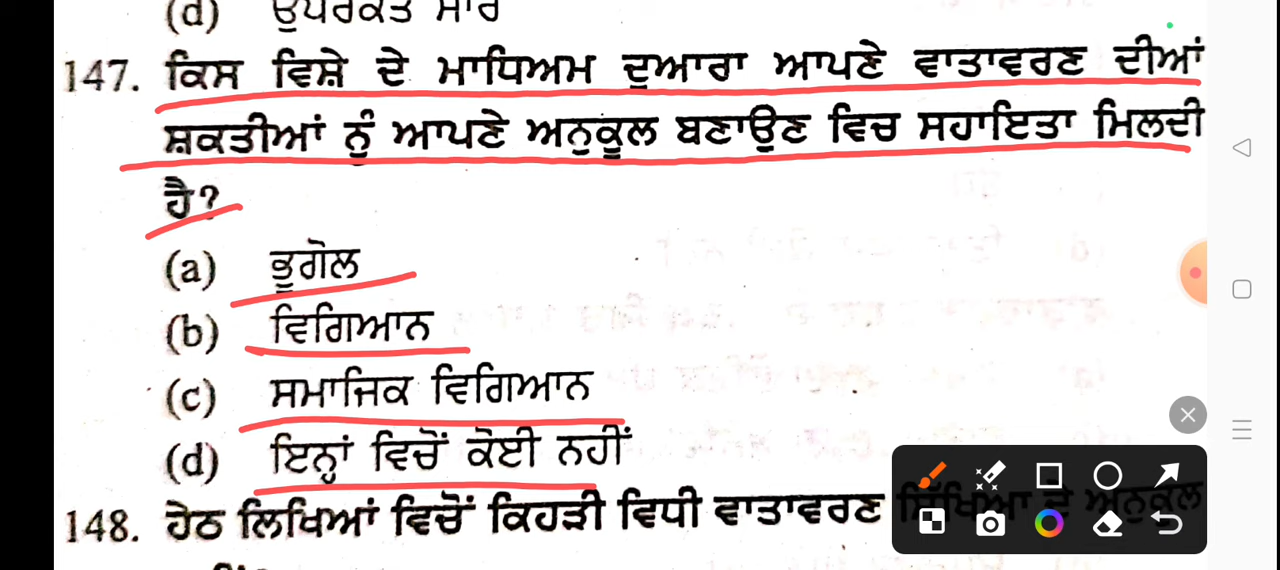 (d) ਉਪਰੋਕਤ ਸਾਰੇ
147. ਕਿਸ ਵਿਸ਼ੇ ਦੇ ਮਾਧਿਅਮ ਦੁਆਰਾ ਆਪਣੇ ਵਾਤਾਵਰਣ ਦੀਆਂ
ਸ਼ਕਤੀਆਂ ਨੂੰ ਆਪਣੇ ਅਨੁਕੂਲ ਬਣਾਉਣ ਵਿਚ ਸਹਾਇਤਾ ਮਿਲਦੀ
ਹੈ?
(a) ਭੂਗੋਲ
(b) ਵਿਗਿਆਨ
(c) ਸਮਾਜਿਕ ਵਿਗਿਆਨ
(d) ਇਨ੍ਹਾਂ ਵਿਚੋਂ ਕੋਈ ਨਹੀਂ
148. ਹੇਠ ਲਿਖਿਆਂ ਵਿਚੋਂ ਕਿਹੜੀ ਵਿਧੀ ਵਾਤਾਵਰਣ ਸਿੱਖਿਆ ਦੇ ਅਨੁਕੂਲ